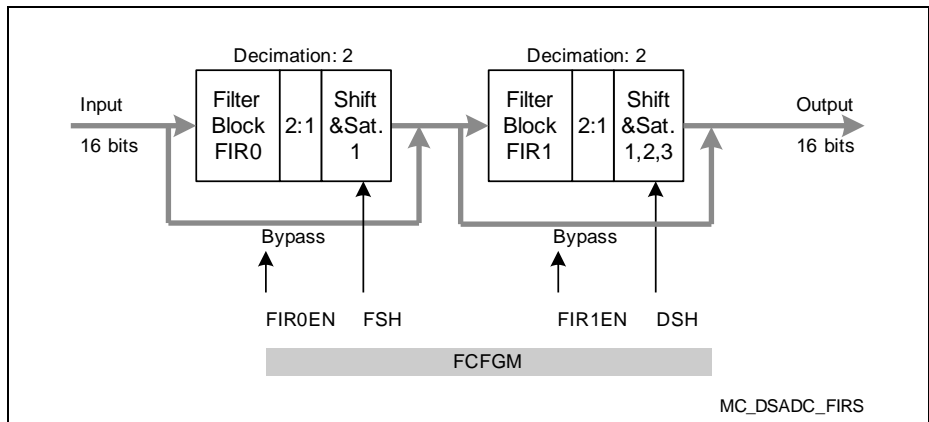 Decimation: 2
Decimation: 2
Input
16 bits
Filter
Block
FIR0
2:1
Shift
&Sat.
1
Filter
Block
FIR1
2:1
Shift
&Sat.
1,2,3
Output
16 bits
Bypass
Bypass
FIR0EN
FSH
FIR1EN
DSH
FCFGM
MC_DSADC_FIRS